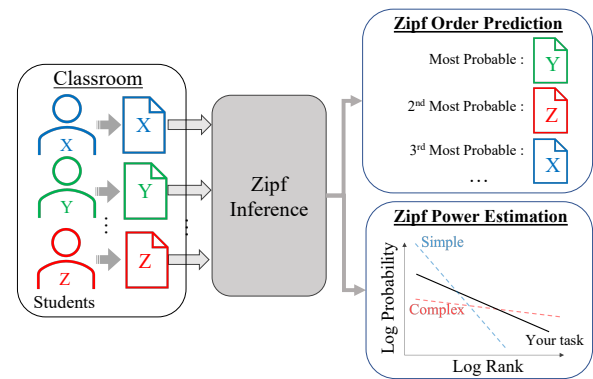 Classroom
X
X
Y
Y
⋮
⋮
⋮
Z
Z
Students
Zipf
Inference
Zipf Order Prediction
Most Probable : Y
2nd Most Probable : Z
3rd Most Probable : X
...
Zipf Power Estimation
Simple
Complex
Your task
Log Probability
Log Rank